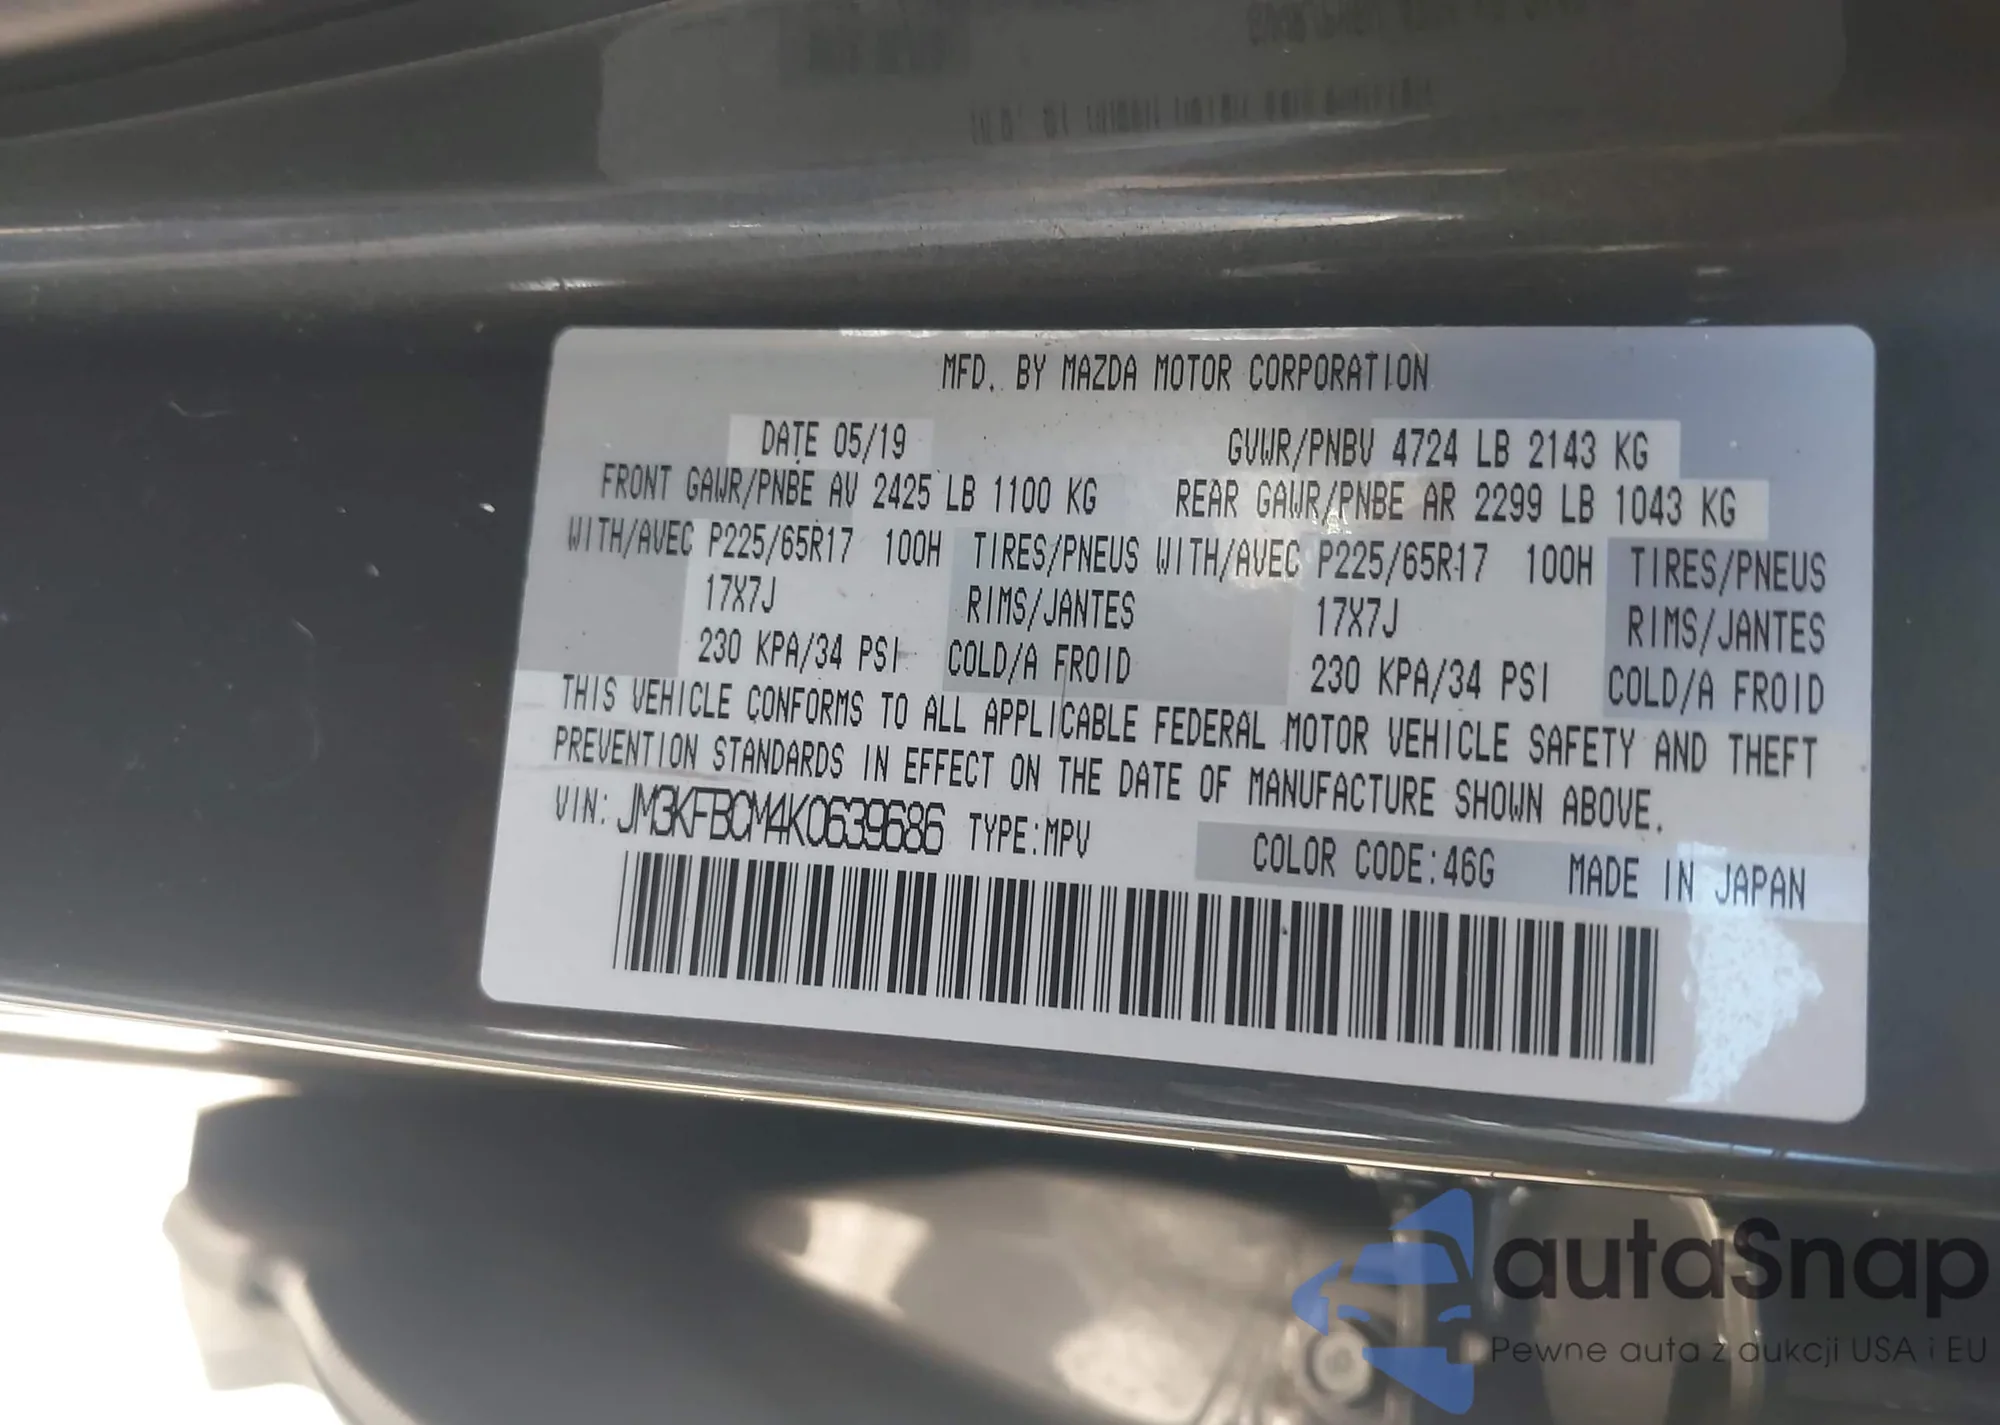 MFD. BY MAZDA MOTOR CORPORATION
DATE 05/19 GVWR/PNBV 4724 LB 2143 KG
FRONT GAWR/PNBE AV 2425 LB 1100 KG REAR GAWR/PNBE AR 2299 LB 1043 KG
WITH/AVEC P225/65R17 100H TIRES/PNEUS WITH/AVEC P225/65R17 100H TIRES/PNEUS
17X7J RIMS/JANTES 17X7J RIMS/JANTES
230 KPA/34 PSI COLD/A FROID 230 KPA/34 PSI COLD/A FROID
THIS VEHICLE CONFORMS TO ALL APPLICABLE FEDERAL MOTOR VEHICLE SAFETY AND THEFT
PREVENTION STANDARDS IN EFFECT ON THE DATE OF MANUFACTURE SHOWN ABOVE.
VIN: JM3KFBCM4K0639686 TYPE:MPV COLOR CODE:46G MADE IN JAPAN
autaSnap
Pewne auta z aukcji USA i EU